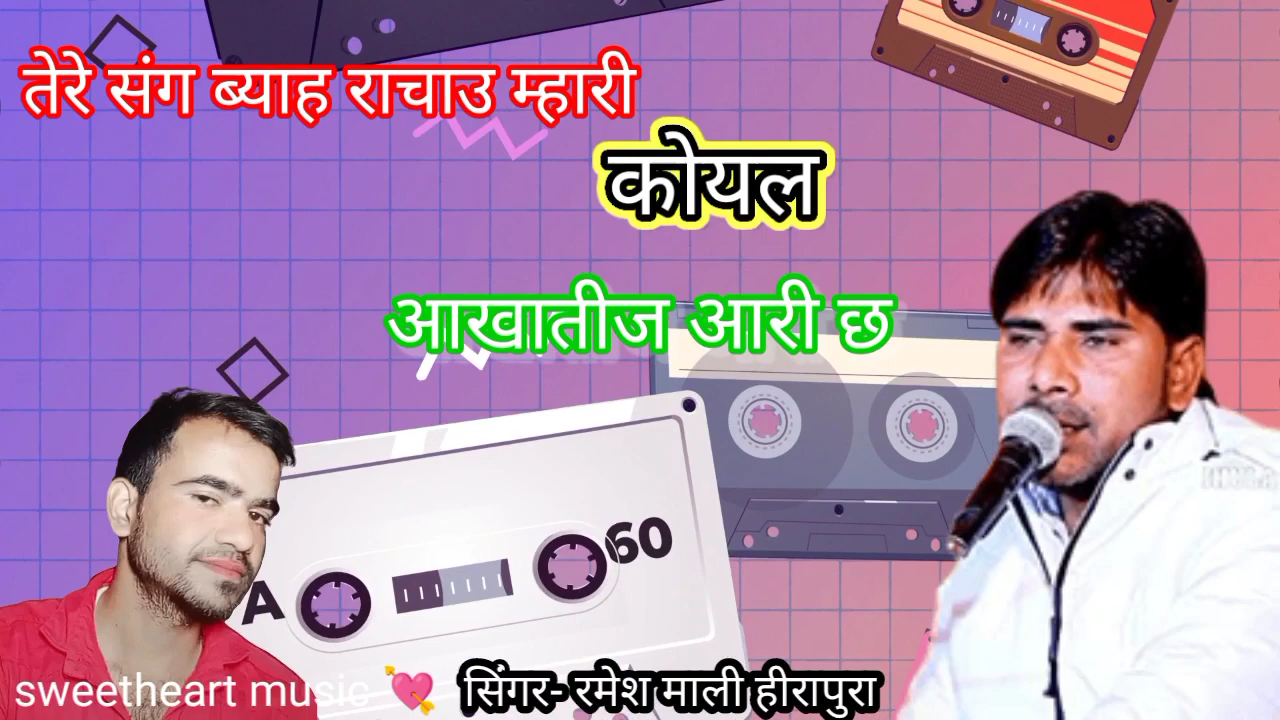 तेरे संग ब्याह राचाउ म्हारी
कोयल
आखातीज आरी छ
A
60
sweetheart music 💘
सिंगर- रमेश माली हीरापुरा